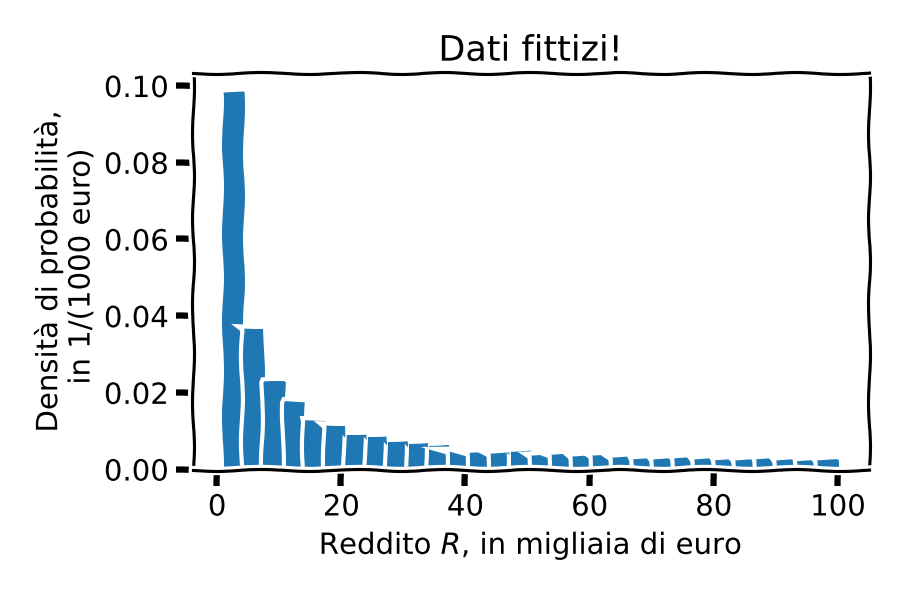 Dati fittizi!
Densità di probabilità,
in 1/(1000 euro)
0.10
0.08
0.06
0.04
0.02
0.00
0 20 40 60 80 100
Reddito R, in migliaia di euro